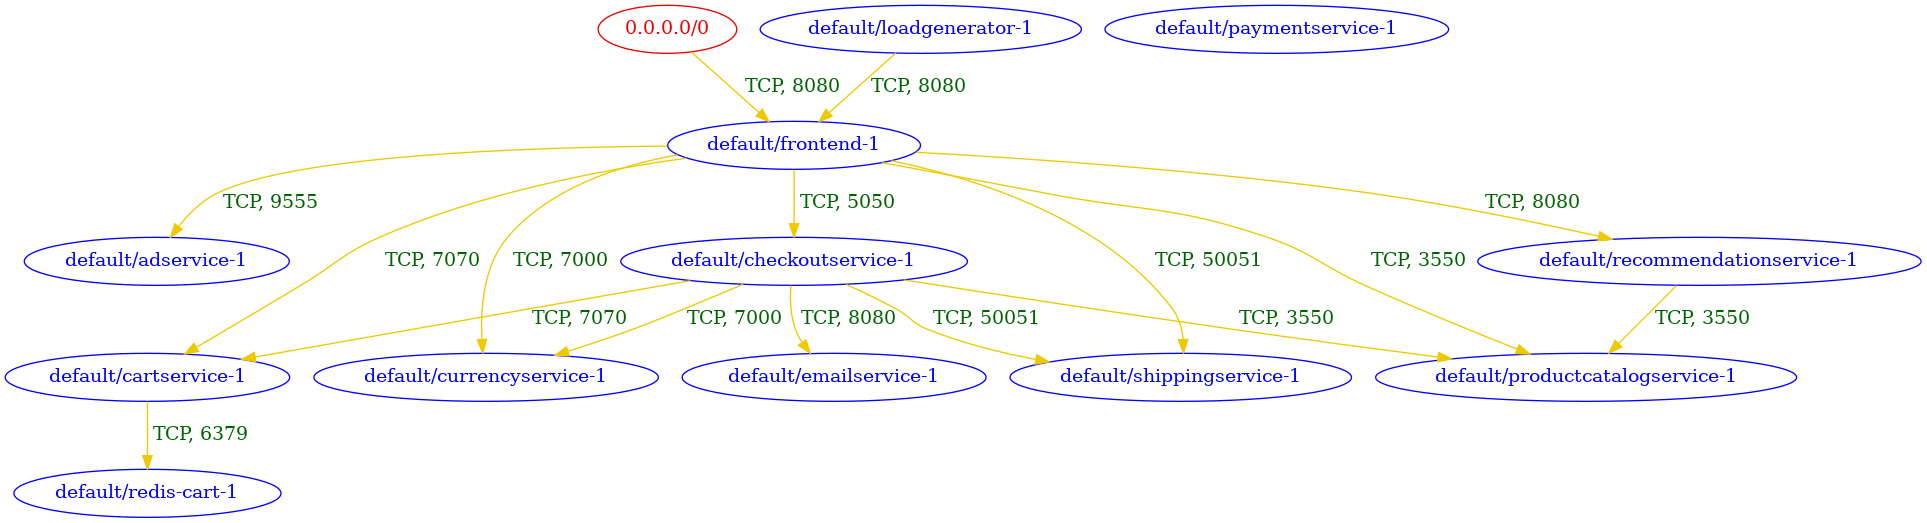 0.0.0.0/0
default/loadgenerator-1
default/paymentservice-1
TCP, 8080
TCP, 8080
default/frontend-1
TCP, 9555
TCP, 5050
TCP, 8080
default/adservice-1
TCP, 7070
TCP, 7000
default/checkoutservice-1
TCP, 50051
TCP, 3550
default/recommendationservice-1
TCP, 7070
TCP, 7000
TCP, 8080
TCP, 50051
TCP, 3550
TCP, 3550
default/cartservice-1
default/currencyservice-1
default/emailservice-1
default/shippingservice-1
default/productcatalogservice-1
TCP, 6379
default/redis-cart-1